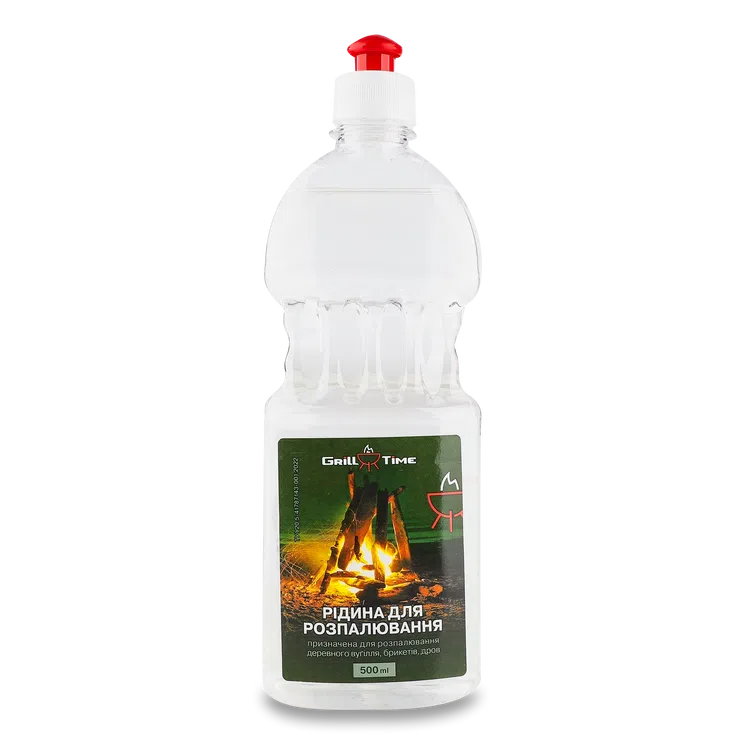 Grill Time
РІДИНА ДЛЯ
РОЗПАЛЮВАННЯ
призначена для розпалювання
деревного вугілля, брикетів, дров
500 ml